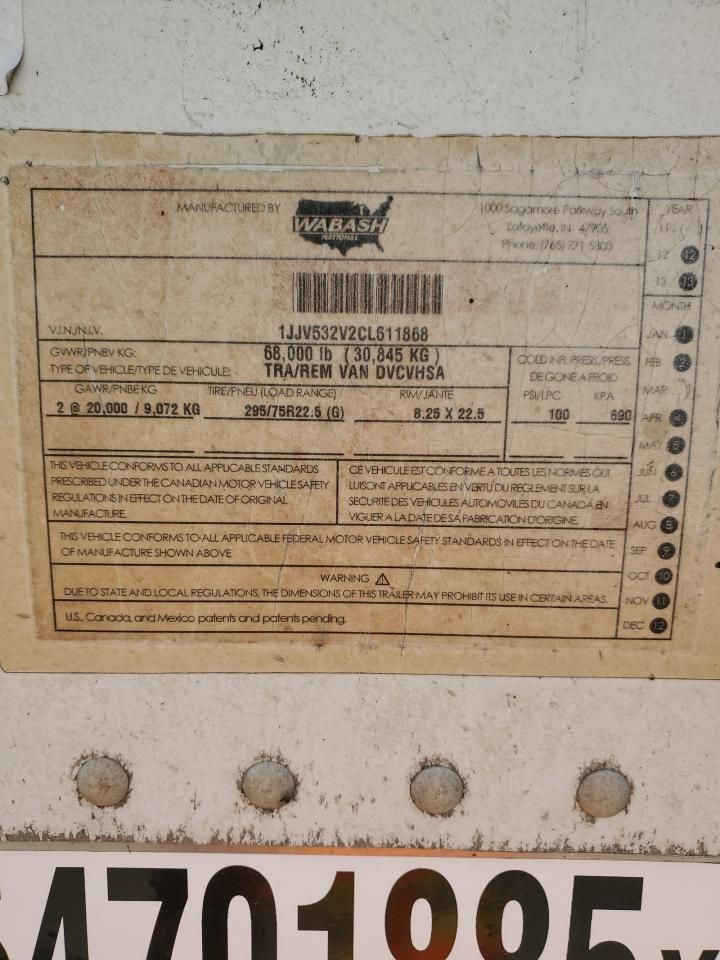 MANUFACTURED BY
WABASH
NATIONAL
1000 Sagamore Parkway South
Lafayette, IN 47905
Phone: (765) 771-5300
YEAR
11
12 12
13 13
V.I.N./N.I.V.
1JJV532V2CL611868
GVWR/PNBV KG:
68,000 lb (30,845 KG)
TYPE OF VEHICLE/TYPE DE VEHICULE:
TRA/REM VAN DVCVHSA
GAWR/PNBE KG
TIRE/PNEU (LOAD RANGE)
RIM/JANTE
COLD INFL. PRESS./PRESS.
DE GONF. A FROID
PSI/LPC KPA
2 @ 20,000 / 9,072 KG
295/75R22.5 (G)
8.25 X 22.5
100 690
THIS VEHICLE CONFORMS TO ALL APPLICABLE STANDARDS
PRESCRIBED UNDER THE CANADIAN MOTOR VEHICLE SAFETY
REGULATIONS IN EFFECT ON THE DATE OF ORIGINAL
MANUFACTURE.
CE VEHICULE EST CONFORME A TOUTES LES NORMES QUI
LUI SONT APPLICABLES EN VERTU DU REGLEMENT SUR LA
SECURITE DES VEHICULES AUTOMOBILES DU CANADA EN
VIGUER A LA DATE DE SA FABRICATION D'ORIGINE.
THIS VEHICLE CONFORMS TO ALL APPLICABLE FEDERAL MOTOR VEHICLE SAFETY STANDARDS IN EFFECT ON THE DATE
OF MANUFACTURE SHOWN ABOVE
WARNING
DUE TO STATE AND LOCAL REGULATIONS, THE DIMENSIONS OF THIS TRAILER MAY PROHIBIT ITS USE IN CERTAIN AREAS.
U.S., Canada, and Mexico patents and patents pending.
MONTH
JAN 1
FEB 2
MAR
APR 4
MAY 5
JUN 6
JUL 7
AUG 8
SEP 9
OCT 10
NOV 11
DEC 12
4701885